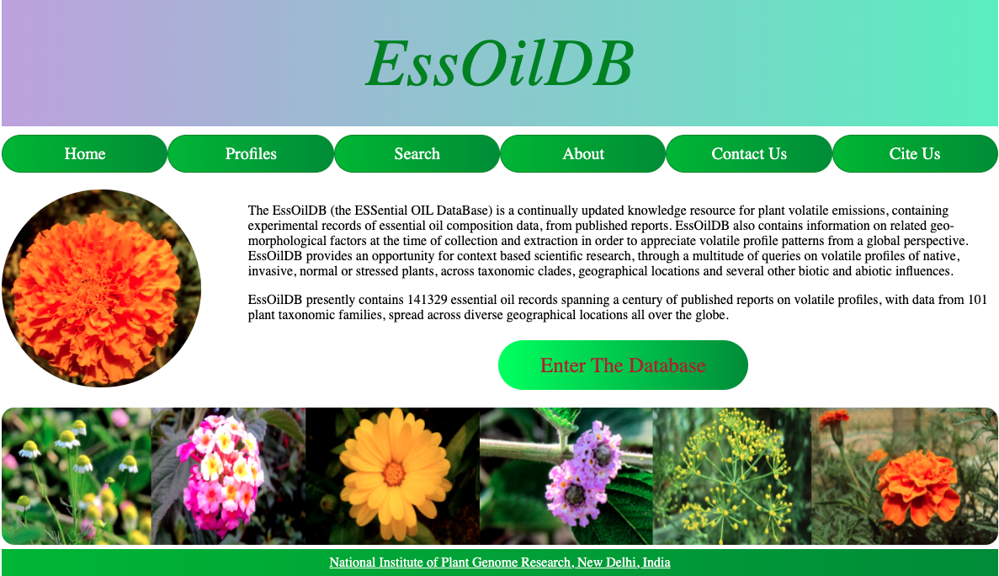 EssOilDB
Home
Profiles
Search
About
Contact Us
Cite Us
The EssOilDB (the ESSential OIL DataBase) is a continually updated knowledge resource for plant volatile emissions, containing
experimental records of essential oil composition data, from published reports. EssOilDB also contains information on related geo-
morphological factors at the time of collection and extraction in order to appreciate volatile profile patterns from a global perspective.
EssOilDB provides an opportunity for context based scientific research, through a multitude of queries on volatile profiles of native,
invasive, normal or stressed plants, across taxonomic clades, geographical locations and several other biotic and abiotic influences.
EssOilDB presently contains 141329 essential oil records spanning a century of published reports on volatile profiles, with data from 101
plant taxonomic families, spread across diverse geographical locations all over the globe.
Enter The Database
National Institute of Plant Genome Research, New Delhi, India